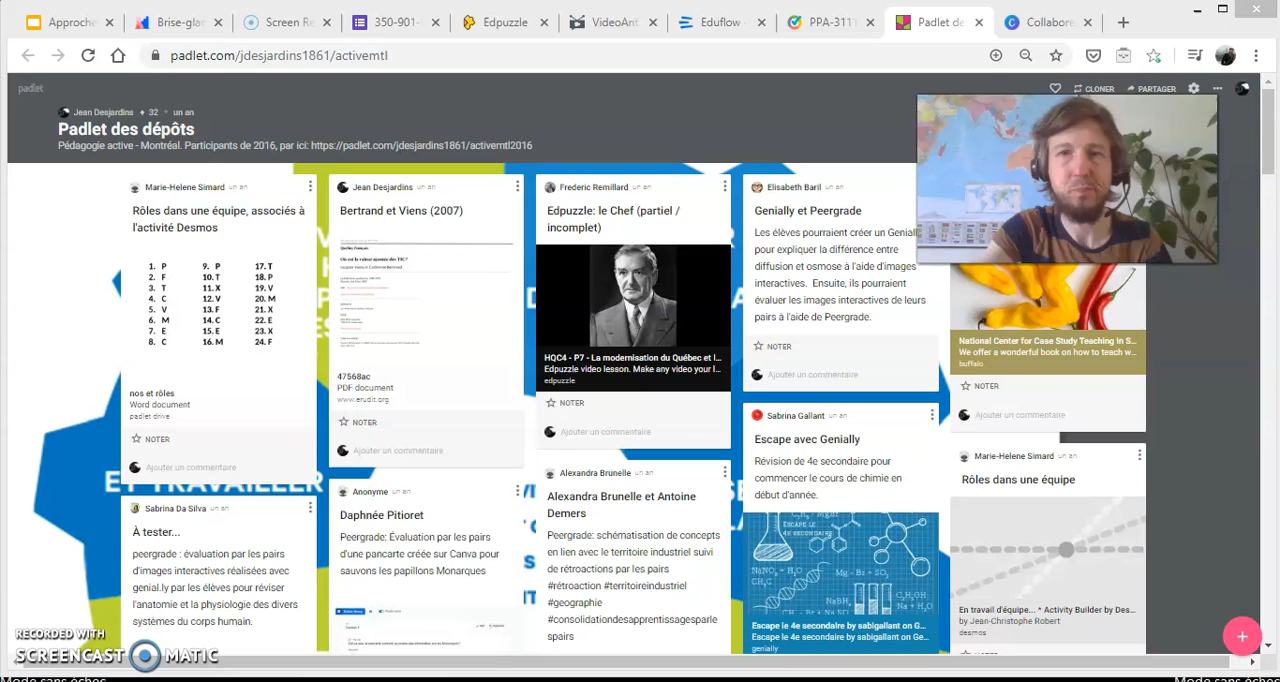 Approche
Brise-glac
Screen Re
350-901-
Edpuzzle
VideoAnt
Eduflow -
PPA-3111
Padlet de
Collabora
padlet.com/jdesjardins1861/activemtl
padlet
CLONER
PARTAGER
Jean Desjardins + 32 • un an
Padlet des dépôts
Pédagogie active - Montréal. Participants de 2016, par ici: https://padlet.com/jdesjardins1861/activemtl2016
Marie-Helene Simard un an
Rôles dans une équipe, associés à
l'activité Desmos
1. P 9. P 17. T
2. F 10. T 18. P
3. T 11. X 19. V
4. C 12. V 20. M
5. V 13. F 21. X
6. M 14. C 22. E
7. E 15. E 23. X
8. C 16. M 24. F
nos et rôles
Word document
padlet drive
NOTER
Ajouter un commentaire
Sabrina Da Silva un an
À tester...
peergrade : évaluation par les pairs
d'images interactives réalisées avec
genial.ly par les élèves pour réviser
l'anatomie et la physiologie des divers
systèmes du corps humain.
Jean Desjardins un an
Bertrand et Viens (2007)
47568ac
PDF document
www.erudit.org
NOTER
Ajouter un commentaire
Anonyme un an
Daphnée Pitioret
Peergrade: Évaluation par les pairs
d'une pancarte créée sur Canva pour
sauvons les papillons Monarques
Frederic Remillard un an
Edpuzzle: le Chef (partiel /
incomplet)
HQC4 - P7 - La modernisation du Québec et l...
Edpuzzle video lesson. Make any video your l...
edpuzzle
NOTER
Ajouter un commentaire
Alexandra Brunelle un an
Alexandra Brunelle et Antoine
Demers
Peergrade: schématisation de concepts
en lien avec le territoire industriel suivi
de rétroactions par les pairs
#rétroaction #territoireindustriel
#geographie
#consolidationdesapprentissagesparle
spairs
Elisabeth Baril un an
Genially et Peergrade
Les élèves pourraient créer un Genially
pour expliquer la différence entre
diffusion et osmose à l'aide d'images
interactives. Ensuite, ils pourraient
évaluer les images interactives de leurs
pairs à l'aide de Peergrade.
NOTER
Ajouter un commentaire
Sabrina Gallant un an
Escape avec Genially
Révision de 4e secondaire pour
commencer le cours de chimie en
début d'année.
ESCAPE LE
4E SECONDAIRE
Escape le 4e secondaire by sabigallant on G...
Escape le 4e secondaire by sabigallant on Ge...
genially
National Center for Case Study Teaching in S...
We offer a wonderful book on how to teach w...
buffalo
NOTER
Ajouter un commentaire
Marie-Helene Simard un an
Rôles dans une équipe
En travail d'équipe... * Activity Builder by Des...
by Jean-Christophe Robert
desmos
ET TRAVAILLER
RECORDED WITH
SCREENCAST MATIC
Mode sans échec
Mode sans échec